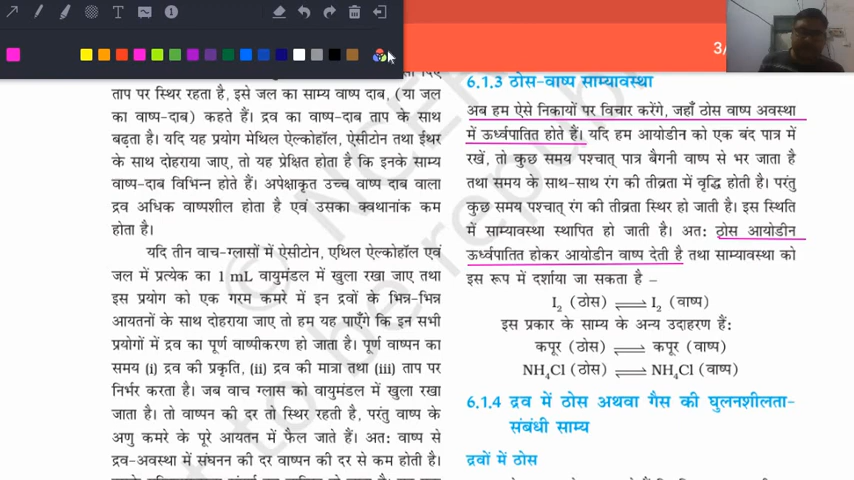 3/
ताप पर स्थिर रहता है, इसे जल का साम्य वाष्प दाब, (या जल
का वाष्प-दाब) कहते हैं। द्रव का वाष्प-दाब ताप के साथ
बढ़ता है। यदि यह प्रयोग मेथिल ऐल्कोहॉल, ऐसीटोन तथा ईथर
के साथ दोहराया जाए, तो यह प्रेक्षित होता है कि इनके साम्य
वाष्प-दाब विभिन्न होते हैं। अपेक्षाकृत उच्च वाष्प दाब वाला
द्रव अधिक वाष्पशील होता है एवं उसका क्वथनांक कम
होता है।
यदि तीन वाच-ग्लासों में ऐसीटोन, एथिल ऐल्कोहॉल एवं
जल में प्रत्येक का 1 mL वायुमंडल में खुला रखा जाए तथा
इस प्रयोग को एक गरम कमरे में इन द्रवों के भिन्न-भिन्न
आयतनों के साथ दोहराया जाए तो हम यह पाएँगे कि इन सभी
प्रयोगों में द्रव का पूर्ण वाष्पीकरण हो जाता है। पूर्ण वाष्पन का
समय (i) द्रव की प्रकृति, (ii) द्रव की मात्रा तथा (iii) ताप पर
निर्भर करता है। जब वाच ग्लास को वायुमंडल में खुला रखा
जाता है। तो वाष्पन की दर तो स्थिर रहती है, परंतु वाष्प के
अणु कमरे के पूरे आयतन में फैल जाते हैं। अतः वाष्प से
द्रव-अवस्था में संघनन की दर वाष्पन की दर से कम होती है।
6.1.3 ठोस-वाष्प साम्यावस्था
अब हम ऐसे निकायों पर विचार करेंगे, जहाँ ठोस वाष्प अवस्था
में ऊर्ध्वपातित होते हैं। यदि हम आयोडीन को एक बंद पात्र में
रखें, तो कुछ समय पश्चात् पात्र बैगनी वाष्प से भर जाता है
तथा समय के साथ-साथ रंग की तीव्रता में वृद्धि होती है। परंतु
कुछ समय पश्चात् रंग की तीव्रता स्थिर हो जाती है। इस स्थिति
में साम्यावस्था स्थापित हो जाती है। अतः ठोस आयोडीन
ऊर्ध्वपातित होकर आयोडीन वाष्प देती है तथा साम्यावस्था को
इस रूप में दर्शाया जा सकता है –
I₂ (ठोस) ⇌ I₂ (वाष्प)
इस प्रकार के साम्य के अन्य उदाहरण हैं:
कपूर (ठोस) ⇌ कपूर (वाष्प)
NH₄Cl (ठोस) ⇌ NH₄Cl (वाष्प)
6.1.4 द्रव में ठोस अथवा गैस की घुलनशीलता-
संबंधी साम्य
द्रवों में ठोस